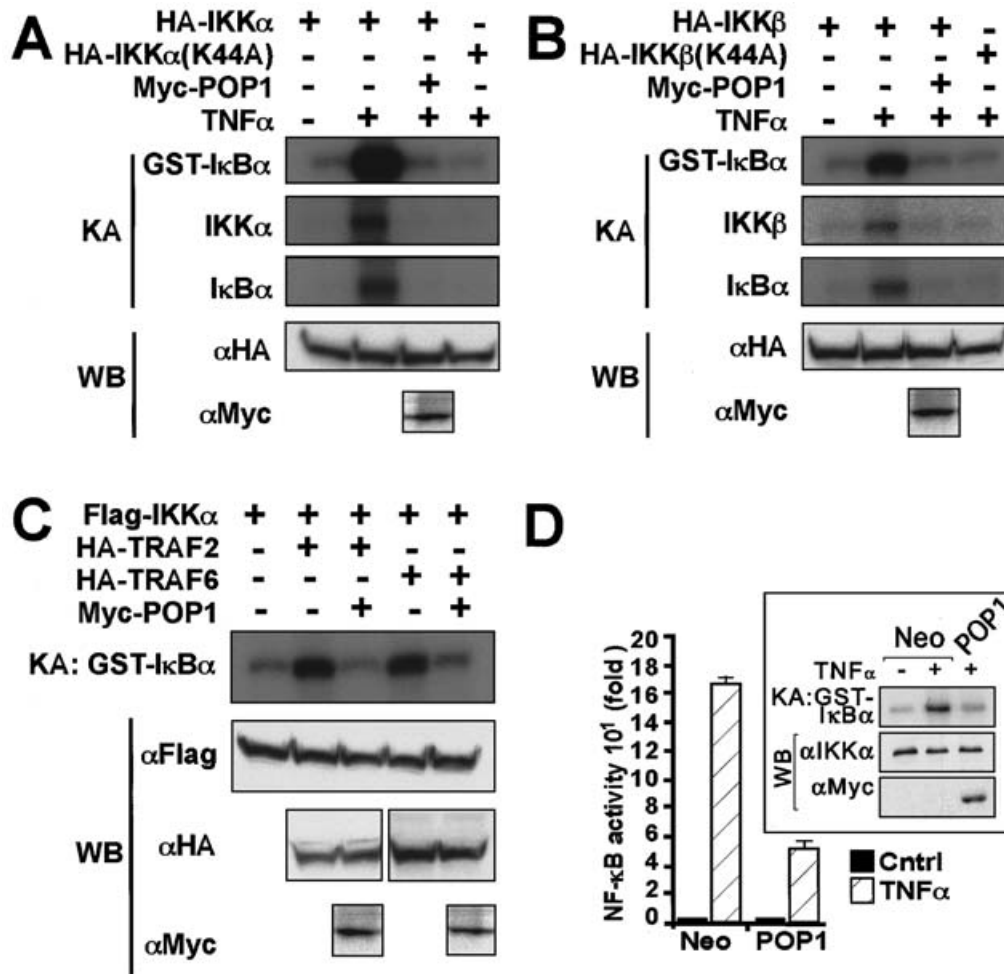 A
HA-IKKα + + + -
HA-IKKα(K44A) - - - +
Myc-POP1 - - + -
TNFα - + + +
KA
GST-IκBα
IKKα
IκBα
WB
αHA
αMyc
B
HA-IKKβ + + + -
HA-IKKβ(K44A) - - - +
Myc-POP1 - - + -
TNFα - + + +
KA
GST-IκBα
IKKβ
IκBα
WB
αHA
αMyc
C
Flag-IKKα + + + + +
HA-TRAF2 - + + - -
HA-TRAF6 - - - + +
Myc-POP1 - - + - +
KA: GST-IκBα
WB
αFlag
αHA
αMyc
D
NF-κB activity 10¹ (fold)
20
18
16
14
12
10
8
6
4
2
0
Neo POP1
Cntrl
TNFα
Neo POP1
TNFα - + +
KA:GST-
IκBα
WB
αIKKα
αMyc